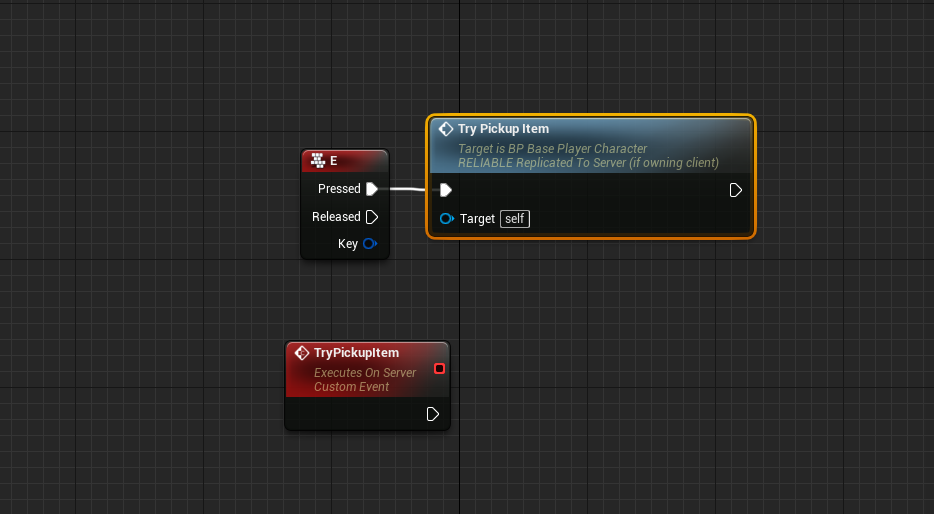 Try Pickup Item
Target is BP Base Player Character
RELIABLE Replicated To Server (if owning client)
Target self
E
Pressed
Released
Key
TryPickupItem
Executes On Server
Custom Event